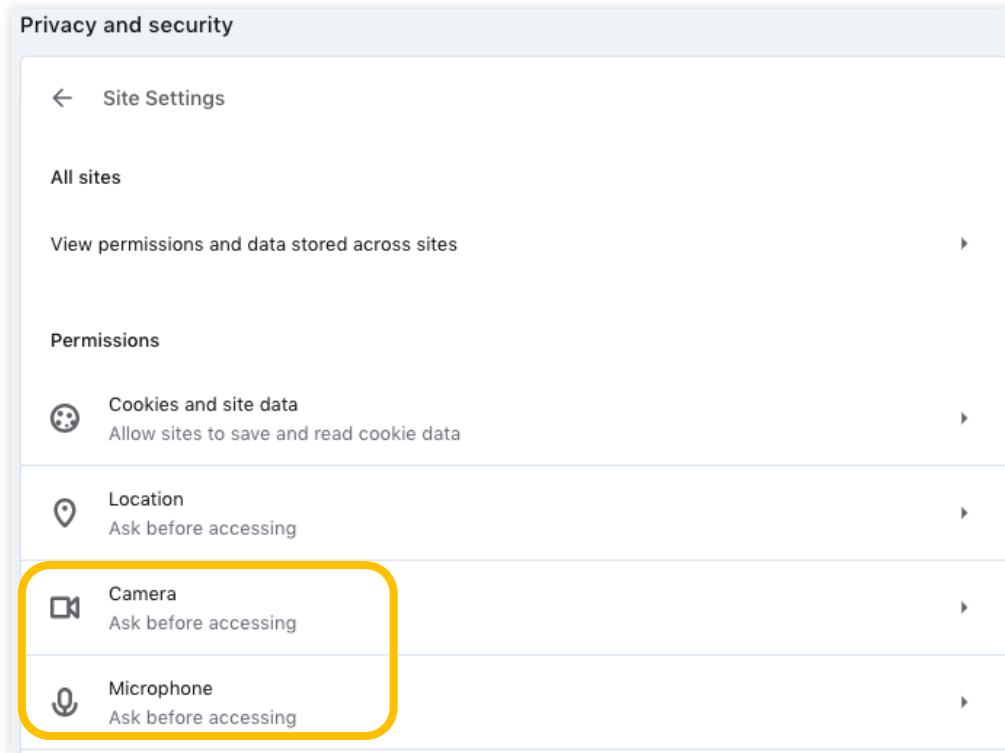 Privacy and security
Site Settings
All sites
View permissions and data stored across sites
Permissions
Cookies and site data
Allow sites to save and read cookie data
Location
Ask before accessing
Camera
Ask before accessing
Microphone
Ask before accessing